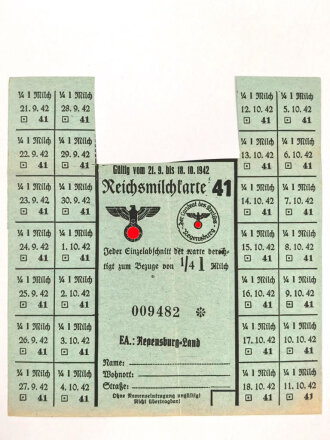 ¼ l Milch ¼ l Milch
21. 9. 42 28. 9. 42
41 41
¼ l Milch ¼ l Milch
22. 9. 42 29. 9. 42
41 41
¼ l Milch ¼ l Milch
23. 9. 42 30. 9. 42
41 41
¼ l Milch ¼ l Milch
24. 9. 42 1. 10. 42
41 41
¼ l Milch ¼ l Milch
25. 9. 42 2. 10. 42
41 41
¼ l Milch ¼ l Milch
26. 9. 42 3. 10. 42
41 41
¼ l Milch ¼ l Milch
27. 9. 42 4. 10. 42
41 41
Gültig vom 21. 9. bis 18. 10. 1942
Reichsmilchkarte 41
Regensburg
Jeder Einzelabschnitt der Karte berech-
tigt zum Bezuge von 1/4 l Milch
009482 *
EA.: Regensburg-Land
Name:
Wohnort:
Straße:
Ohne Namenseintragung ungültig!
Nicht übertragbar!
¼ l Milch ¼ l Milch
12. 10. 42 5. 10. 42
41 41
¼ l Milch ¼ l Milch
13. 10. 42 6. 10. 42
41 41
¼ l Milch ¼ l Milch
14. 10. 42 7. 10. 42
41 41
¼ l Milch ¼ l Milch
15. 10. 42 8. 10. 42
41 41
¼ l Milch ¼ l Milch
16. 10. 42 9. 10. 42
41 41
¼ l Milch ¼ l Milch
17. 10. 42 10. 10. 42
41 41
¼ l Milch ¼ l Milch
18. 10. 42 11. 10. 42
41 41